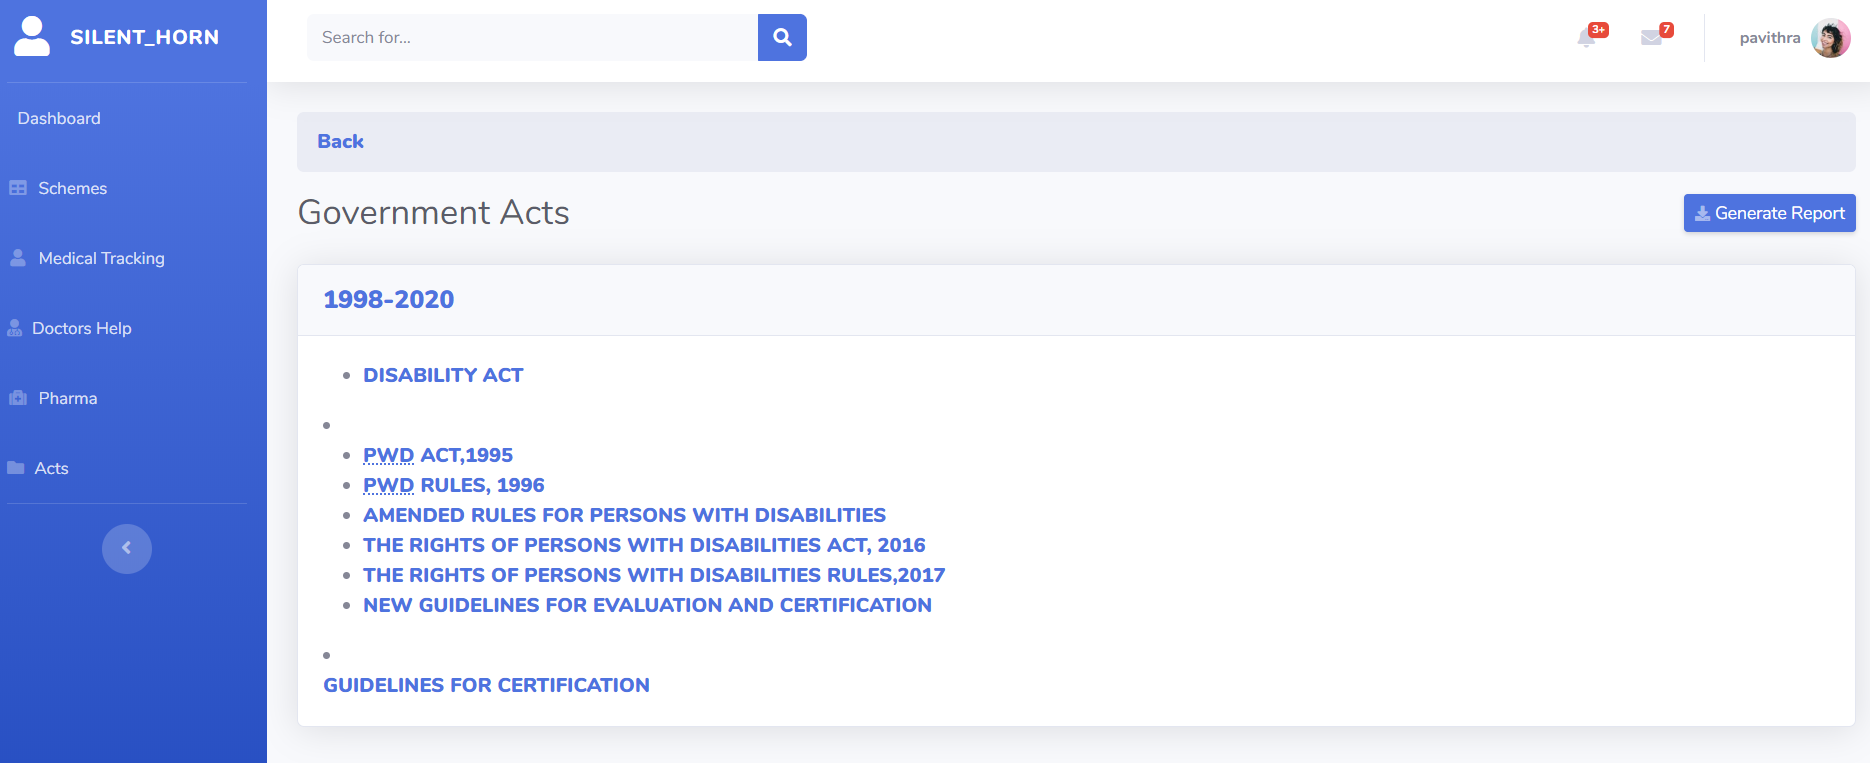 SILENT_HORN
Search for...
3+
7
pavithra
Dashboard
Schemes
Medical Tracking
Doctors Help
Pharma
Acts
Back
Government Acts
Generate Report
1998-2020
DISABILITY ACT
PWD ACT,1995
PWD RULES, 1996
AMENDED RULES FOR PERSONS WITH DISABILITIES
THE RIGHTS OF PERSONS WITH DISABILITIES ACT, 2016
THE RIGHTS OF PERSONS WITH DISABILITIES RULES,2017
NEW GUIDELINES FOR EVALUATION AND CERTIFICATION
GUIDELINES FOR CERTIFICATION